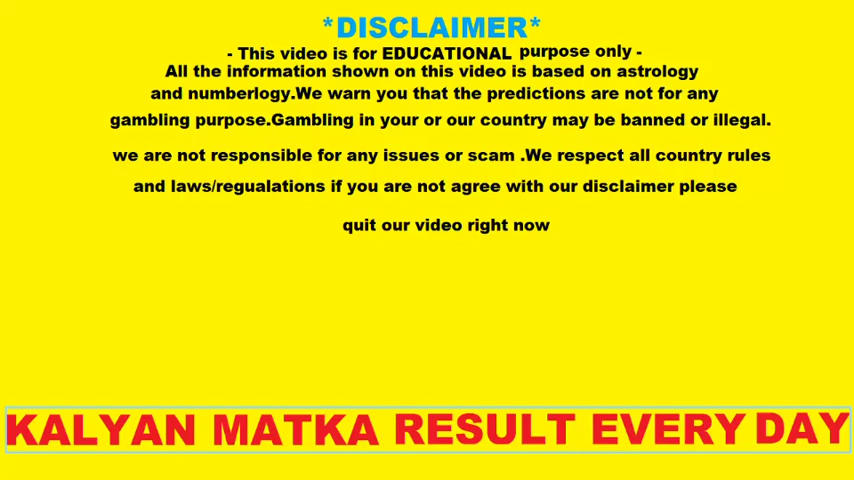 *DISCLAIMER*
- This video is for EDUCATIONAL purpose only -
All the information shown on this video is based on astrology
and numberlogy.We warn you that the predictions are not for any
gambling purpose.Gambling in your or our country may be banned or illegal.
we are not responsible for any issues or scam .We respect all country rules
and laws/regualations if you are not agree with our disclaimer please
quit our video right now
KALYAN MATKA RESULT EVERY DAY